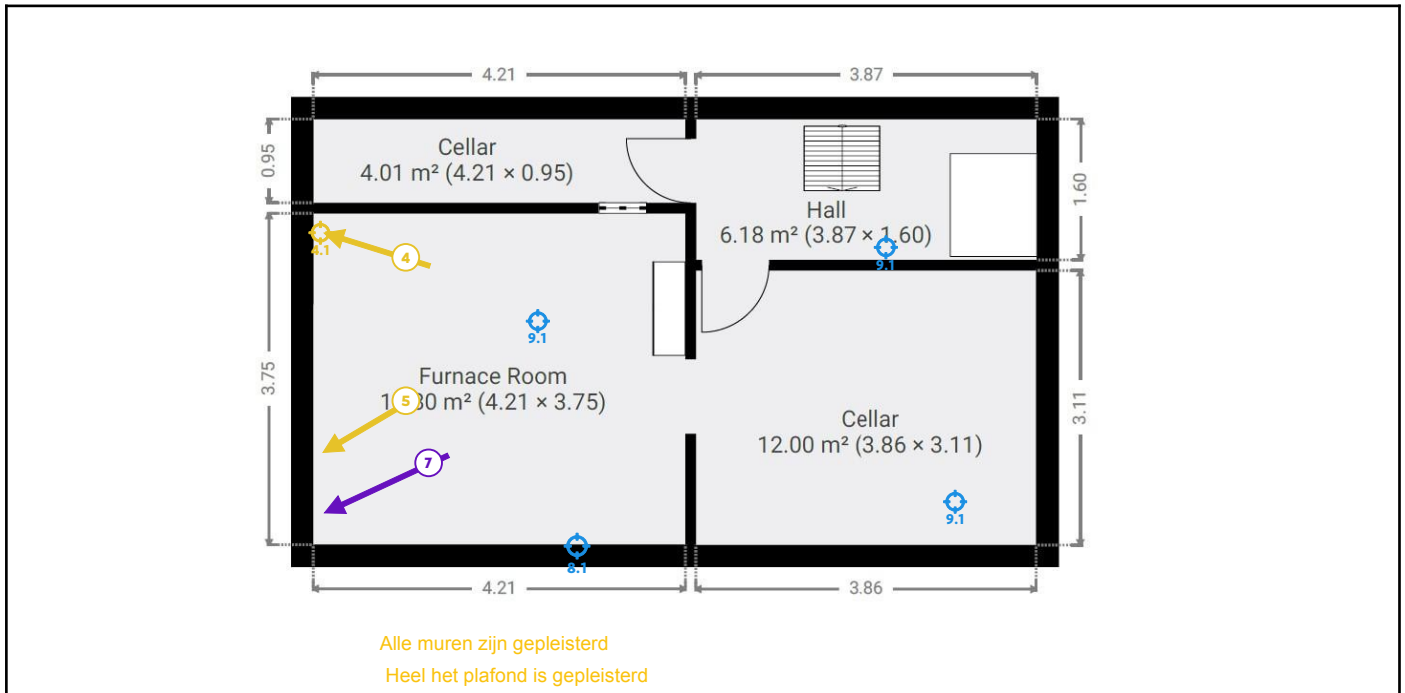 4.21
3.87
0.95
Cellar
4.01 m² (4.21 × 0.95)
1.60
Hall
6.18 m² (3.87 × 1.60)
4.1
4
9.1
9.1
3.75
Furnace Room
m² (4.21 × 3.75)
5
3.11
Cellar
12.00 m² (3.86 × 3.11)
7
9.1
8.1
4.21
3.86
Alle muren zijn gepleisterd
Heel het plafond is gepleisterd